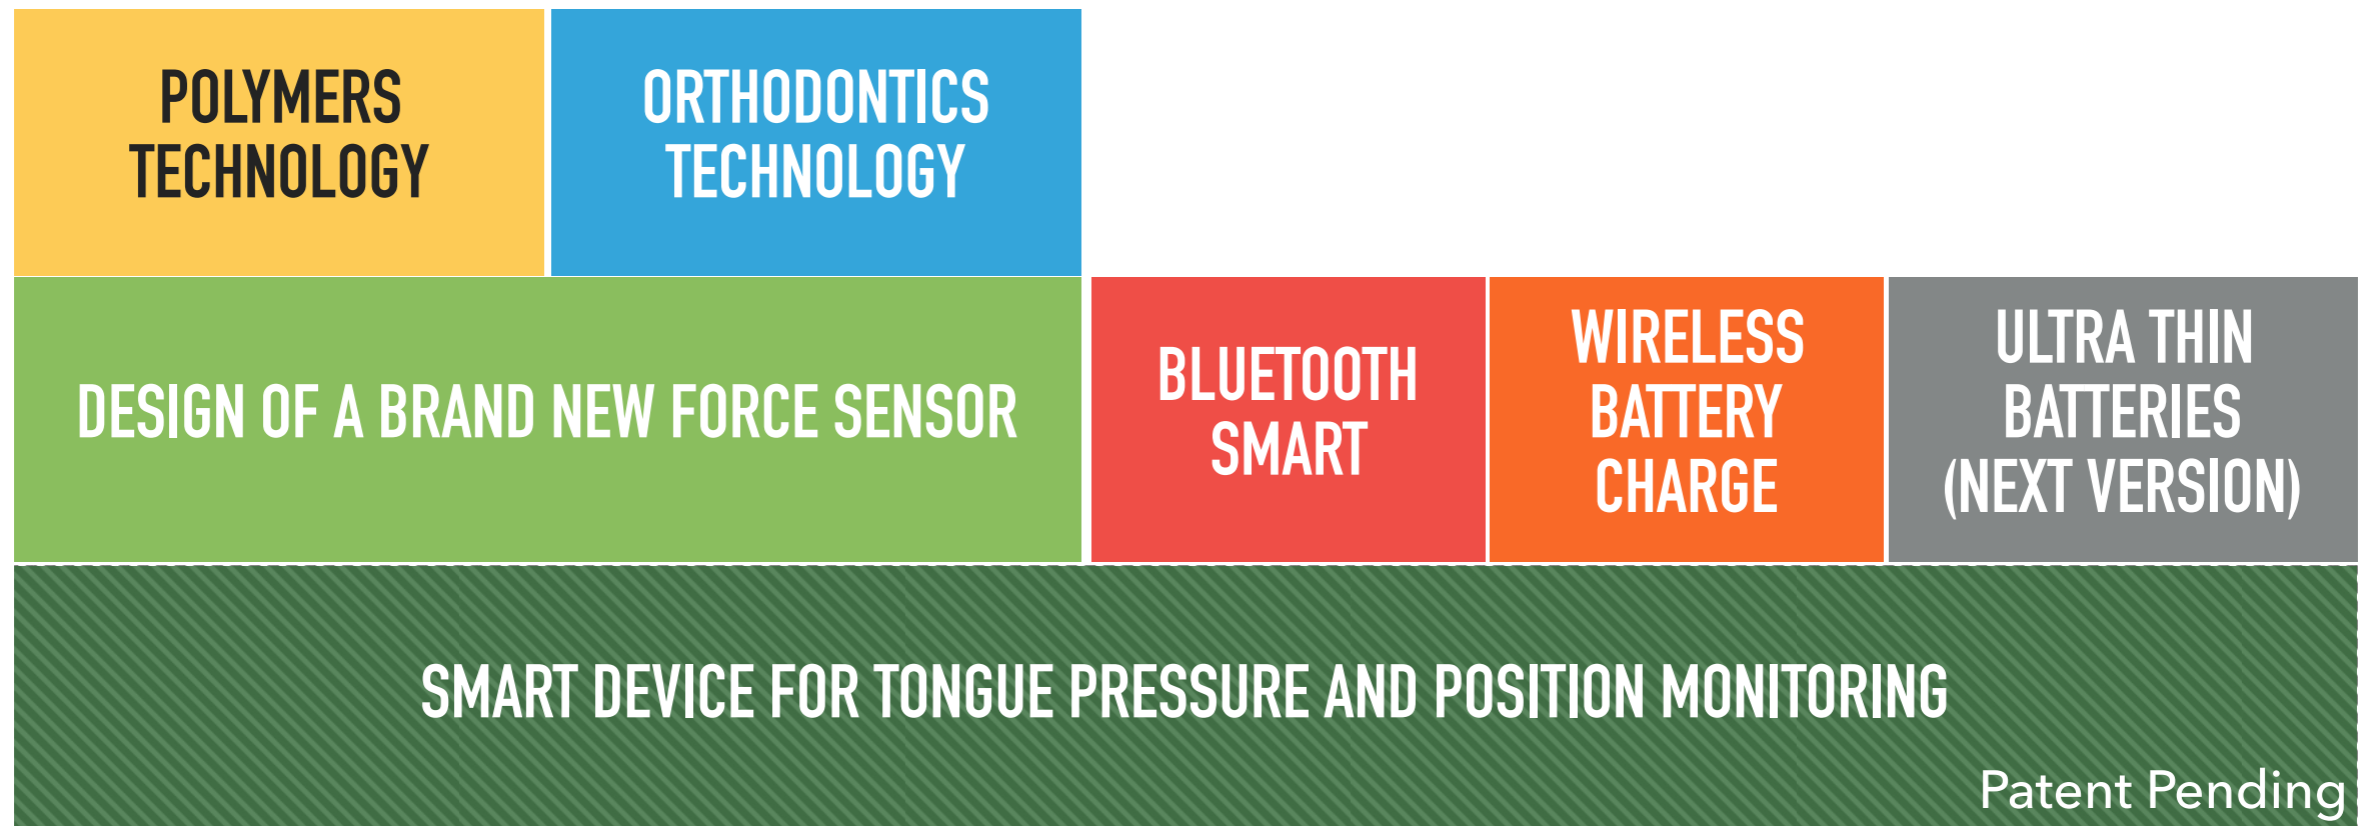 POLYMERS
TECHNOLOGY
ORTHODONTICS
TECHNOLOGY
DESIGN OF A BRAND NEW FORCE SENSOR
BLUETOOTH
SMART
WIRELESS
BATTERY
CHARGE
ULTRA THIN
BATTERIES
(NEXT VERSION)
SMART DEVICE FOR TONGUE PRESSURE AND POSITION MONITORING
Patent Pending